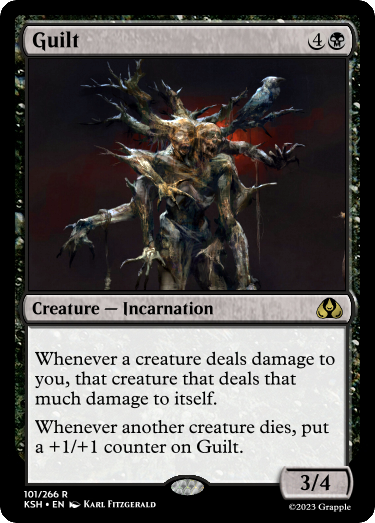 Guilt 4
Creature — Incarnation
Whenever a creature deals damage to
you, that creature that deals that
much damage to itself.
Whenever another creature dies, put
a +1/+1 counter on Guilt.
3/4
101/266 R
KSH • EN Karl Fitzgerald
©2023 Grapple